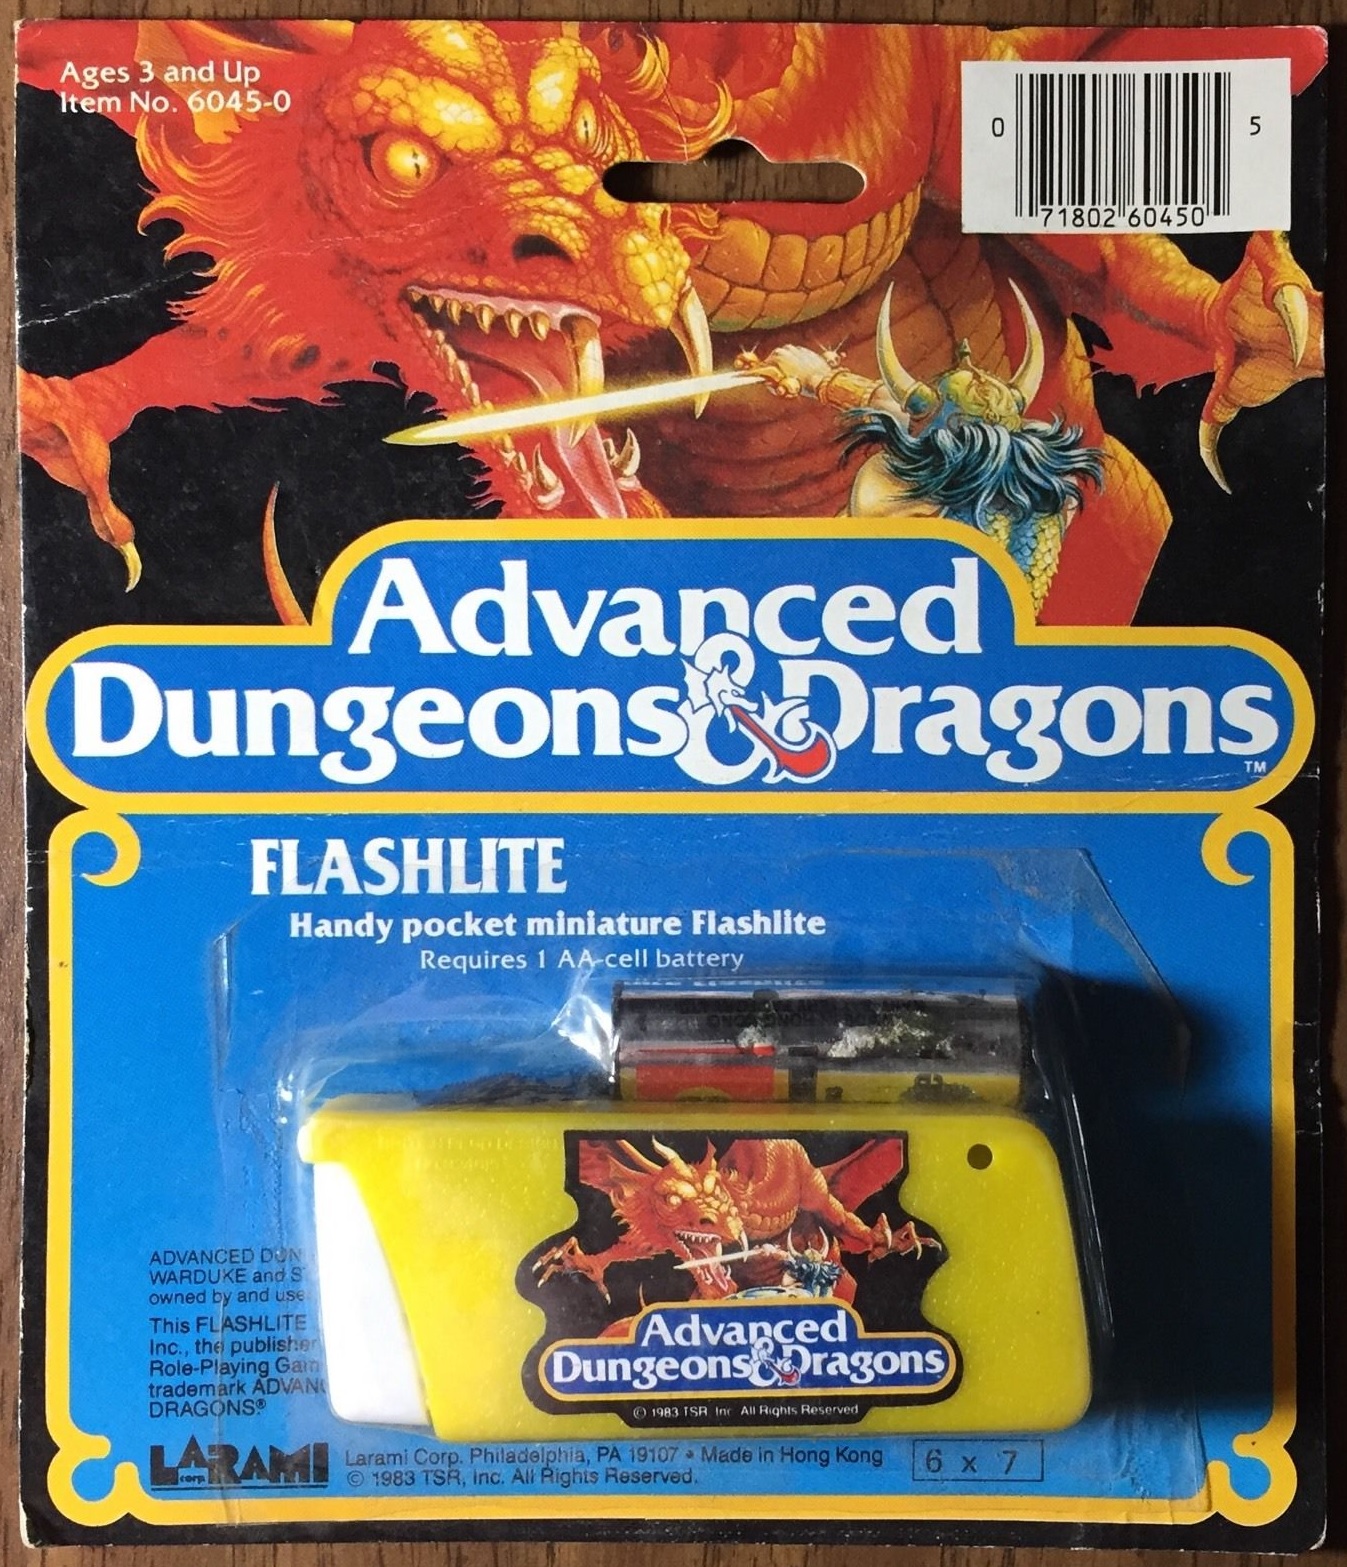 Ages 3 and Up
Item No. 6045-0
0 71802 60450 5
Advanced
Dungeons & Dragons
TM
FLASHLITE
Handy pocket miniature Flashlite
Requires 1 AA-cell battery
Advanced
Dungeons & Dragons
© 1983 TSR, Inc. All Rights Reserved
ADVANCED
WARDUKE and
owned by and
This FLASHLITE
Inc., the
Role-Playing
trademark
DRAGONS®
LARAMI
corp.
Larami Corp. Philadelphia, PA 19107 • Made in Hong Kong
© 1983 TSR, Inc. All Rights Reserved.
6 x 7